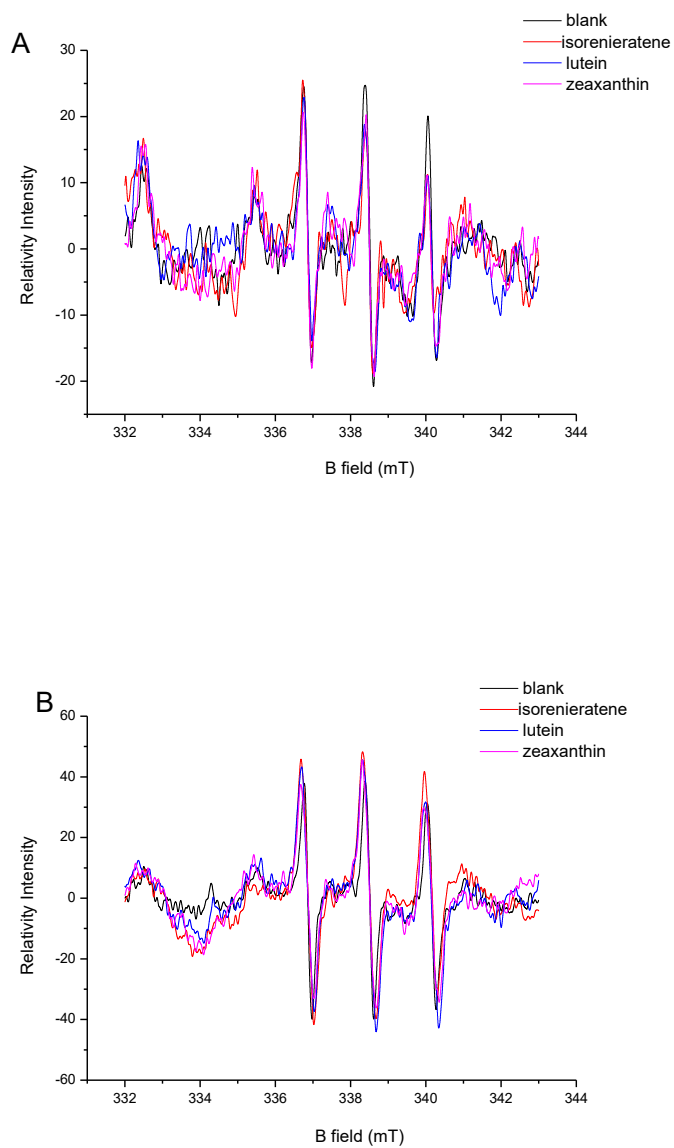 A
blank
isorenieratene
lutein
zeaxanthin
30
20
10
0
-10
-20
Relativity Intensity
332 334 336 338 340 342 344
B field (mT)
B
blank
isorenieratene
lutein
zeaxanthin
60
40
20
0
-20
-40
-60
Relativity Intensity
332 334 336 338 340 342 344
B field (mT)